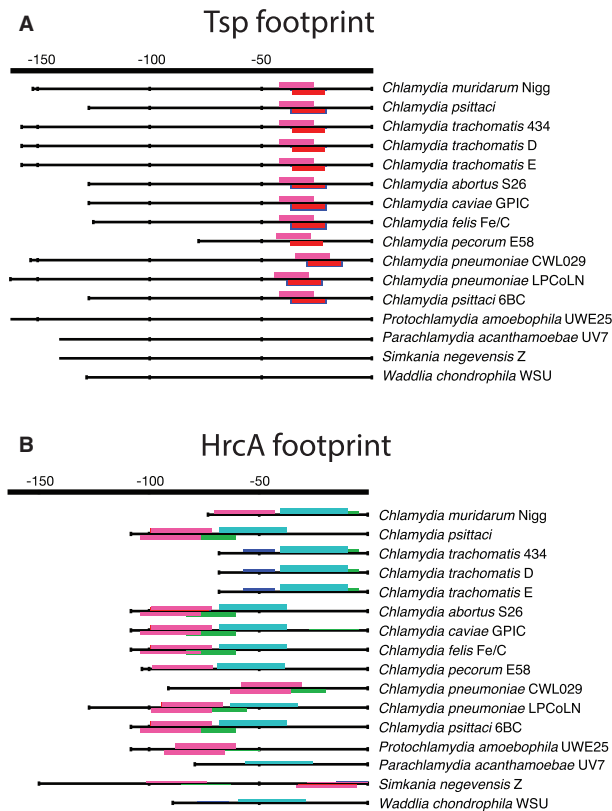 A
Tsp footprint
-150 -100 -50
Chlamydia muridarum Nigg
Chlamydia psittaci
Chlamydia trachomatis 434
Chlamydia trachomatis D
Chlamydia trachomatis E
Chlamydia abortus S26
Chlamydia caviae GPIC
Chlamydia felis Fe/C
Chlamydia pecorum E58
Chlamydia pneumoniae CWL029
Chlamydia pneumoniae LPCoLN
Chlamydia psittaci 6BC
Protochlamydia amoebophila UWE25
Parachlamydia acanthamoebae UV7
Simkania negevensis Z
Waddlia chondrophila WSU
B
HrcA footprint
-150 -100 -50
Chlamydia muridarum Nigg
Chlamydia psittaci
Chlamydia trachomatis 434
Chlamydia trachomatis D
Chlamydia trachomatis E
Chlamydia abortus S26
Chlamydia caviae GPIC
Chlamydia felis Fe/C
Chlamydia pecorum E58
Chlamydia pneumoniae CWL029
Chlamydia pneumoniae LPCoLN
Chlamydia psittaci 6BC
Protochlamydia amoebophila UWE25
Parachlamydia acanthamoebae UV7
Simkania negevensis Z
Waddlia chondrophila WSU